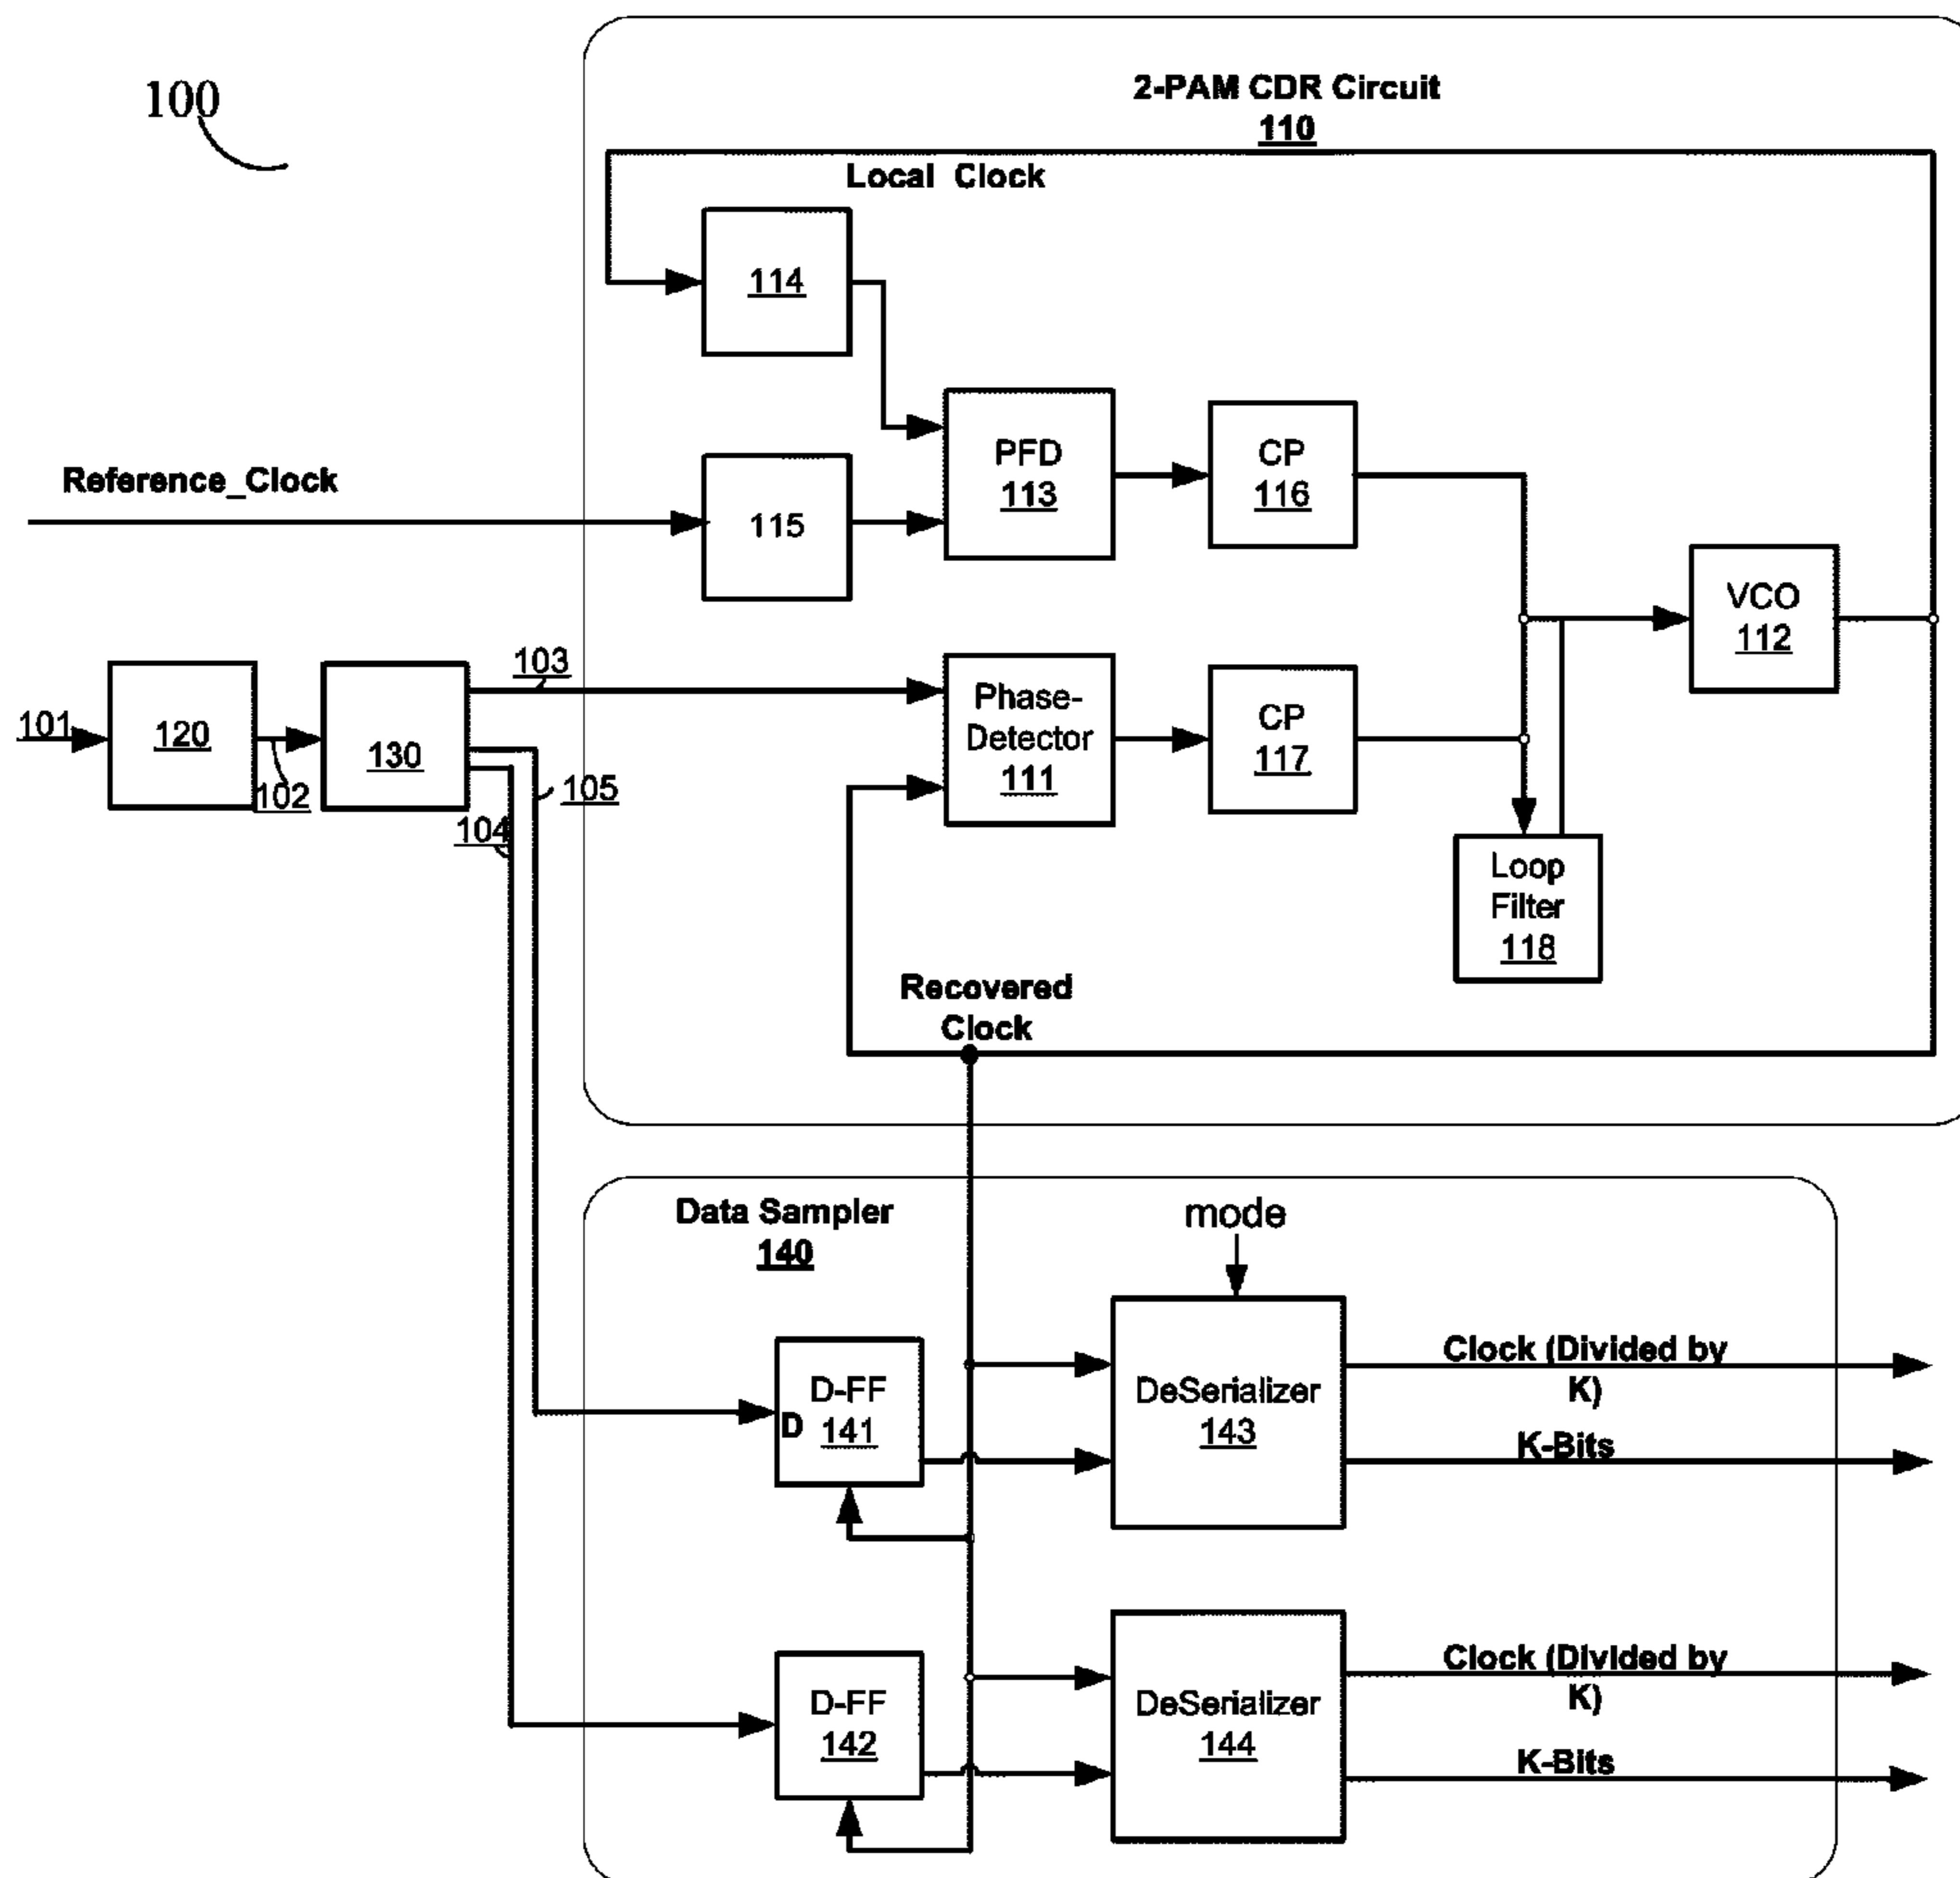 100
2-PAM CDR Circuit
110
Local Clock
114
Reference_Clock
115
PFD
113
CP
116
VCO
112
101
120
102
130
103
105
104
Phase-
Detector
111
CP
117
Loop
Filter
118
Recovered
Clock
Data Sampler
140
mode
D-FF
D
141
DeSerializer
143
Clock (Divided by
K)
K-Bits
D-FF
142
DeSerializer
144
Clock (Divided by
K)
K-Bits